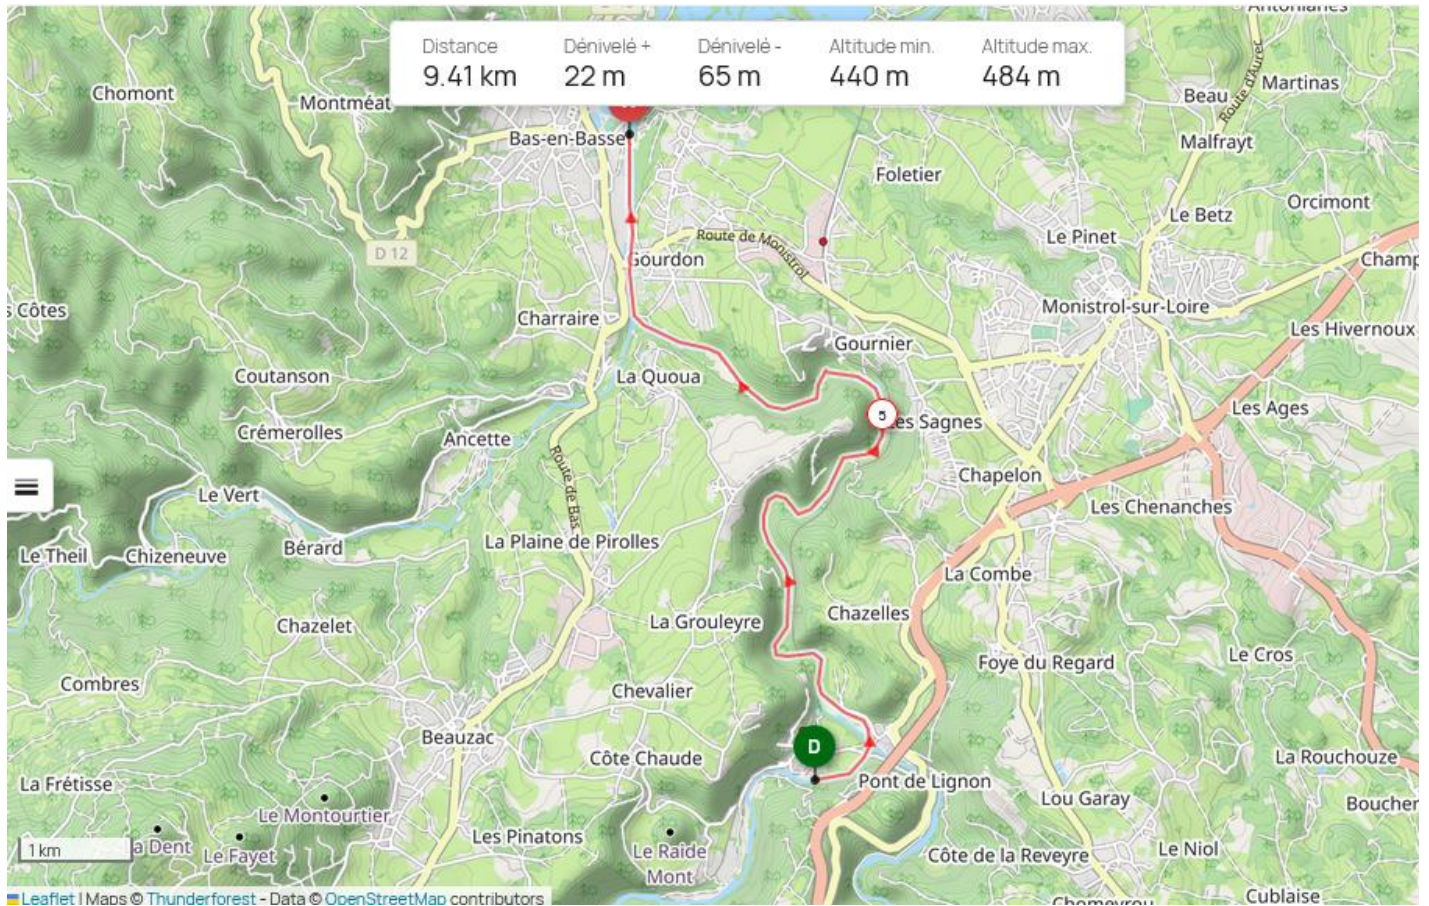 Antonianes
Distance
Dénivelé +
Dénivelé -
Altitude min.
Altitude max.
9.41 km
22 m
65 m
440 m
484 m
Route d'Aurec
Chomont
Montméat
Beau
Martinas
Bas-en-Basset
Malfrayt
Foletier
Orcimont
Le Betz
Le Pinet
Route de Monistrol
D 12
Gourdon
Champ
Côtes
Monistrol-sur-Loire
Charraire
Les Hivernoux
Gournier
Coutanson
La Quoua
Les Ages
5
Les Sagnes
Crémerolles
Ancette
Route de Bas
Chapelon
Le Vert
Les Chenanches
La Plaine de Pirolles
Bérard
Le Theil
Chizeneuve
La Combe
Chazelles
La Grouleyre
Chazelet
Le Cros
Foye du Regard
Combres
Chevalier
Beauzac
D
Côte Chaude
La Rouchouze
Pont de Lignon
La Frétisse
Lou Garay
Boucher
Le Montourtier
Les Pinatons
1 km
la Dent
Le Fayet
Le Raide
Mont
Le Niol
Côte de la Reveyre
Cublaise
Chomeyrou
Leaflet | Maps © Thunderforest - Data © OpenStreetMap contributors